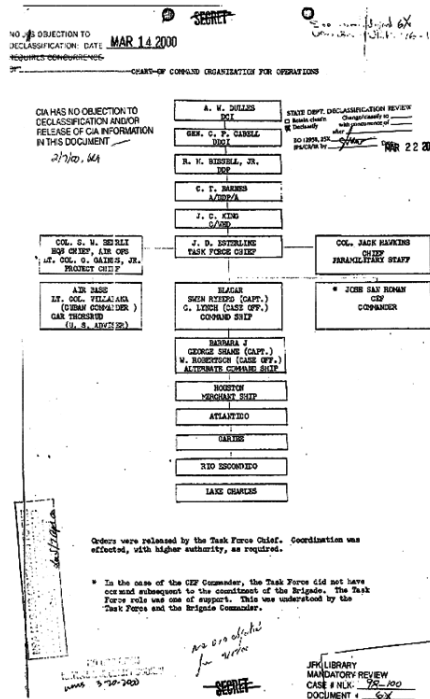 SECRET
NO JCS OBJECTION TO
DECLASSIFICATION: DATE MAR 14 2000
REQUIRES CONCURRENCE
CHART OF COMMAND ORGANIZATION FOR OPERATIONS
CIA HAS NO OBJECTION TO
DECLASSIFICATION AND/OR
RELEASE OF CIA INFORMATION
IN THIS DOCUMENT
STATE DEPT. DECLASSIFICATION REVIEW
MAR 22
A. W. DULLES
DCI
GEN. C. P. CABELL
DDCI
R. M. BISSELL, JR.
DDP
C. T. BARNES
A/DDP/A
J. C. KING
C/WHD
COL. S. W. BEERLI
HQS CHIEF, AIR OPS
LT. COL. G. GAINES, JR.
PROJECT CHIEF
J. D. ESTERLINE
TASK FORCE CHIEF
COL. JACK HAWKINS
CHIEF
PARAMILITARY STAFF
AIR BASE
LT. COL. VILLAFANA
(CUBAN COMMANDER)
GAR THORSRUD
(U. S. ADVISER)
BLAGAR
SWEN RYBERG (CAPT.)
G. LYNCH (CASE OFF.)
COMMAND SHIP
* JOSE SAN ROMAN
CEF
COMMANDER
BARBARA J
GEORGE SHAME (CAPT.)
W. ROBERTSON (CASE OFF.)
ALTERNATE COMMAND SHIP
HOUSTON
MERCHANT SHIP
ATLANTICO
CARIBE
RIO ESCONDIDO
LAKE CHARLES
Orders were released by the Task Force Chief. Coordination was
effected, with higher authority, as required.
* In the case of the CEF Commander, the Task Force did not have
command subsequent to the commitment of the Brigade. The Task
Force role was one of support. This was understood by the
Task Force and the Brigade Commander.
3-20-2000
SECRET
JFK LIBRARY
MANDATORY REVIEW
CASE # NLK- 98-100
DOCUMENT # 6X